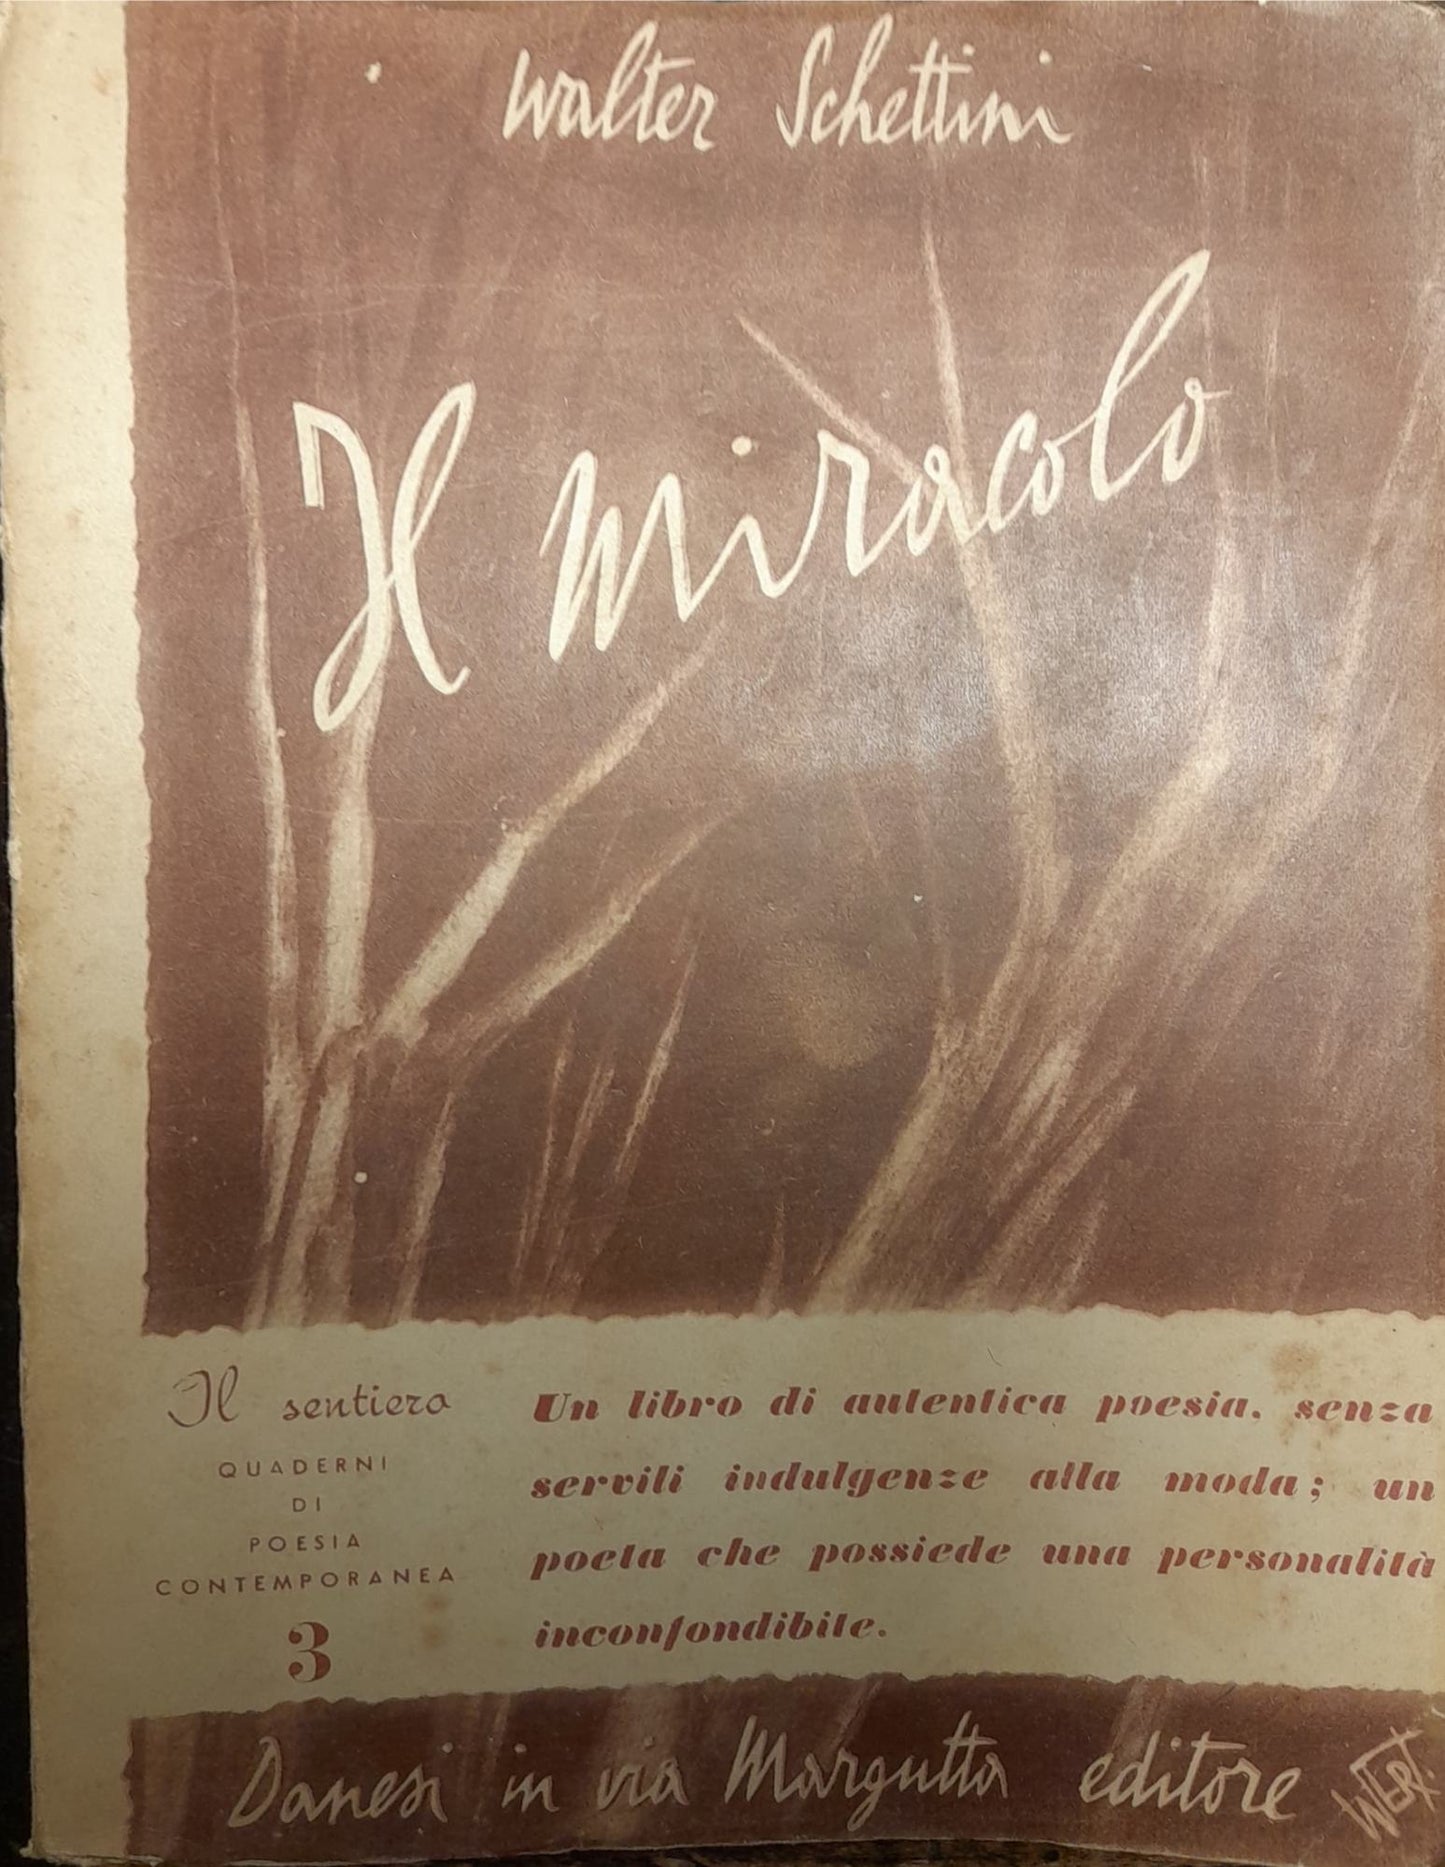 Walter Schettini
Il miracolo
Il sentiero
QUADERNI
DI
POESIA
CONTEMPORANEA
3
Un libro di autentica poesia, senza
servili indulgenze alla moda; un
poeta che possiede una personalità
inconfondibile.
Danesi in via Margutta editore